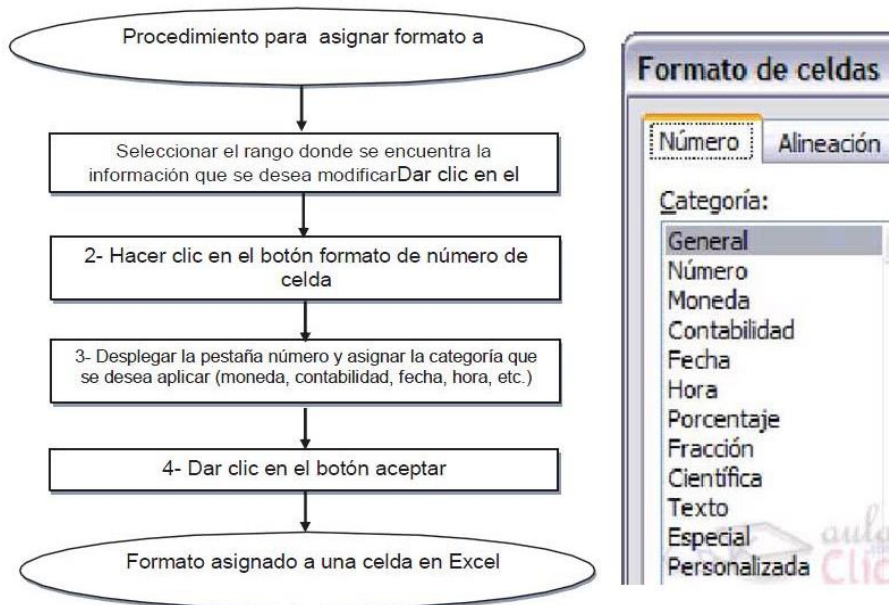 Procedimiento para asignar formato a
Seleccionar el rango donde se encuentra la
información que se desea modificarDar clic en el
2- Hacer clic en el botón formato de número de
celda
3- Desplegar la pestaña número y asignar la categoría que
se desea aplicar (moneda, contabilidad, fecha, hora, etc.)
4- Dar clic en el botón aceptar
Formato asignado a una celda en Excel
Formato de celdas
Número Alineación
Categoría:
General
Número
Moneda
Contabilidad
Fecha
Hora
Porcentaje
Fracción
Científica
Texto
Especial
Personalizada
aula
Clic